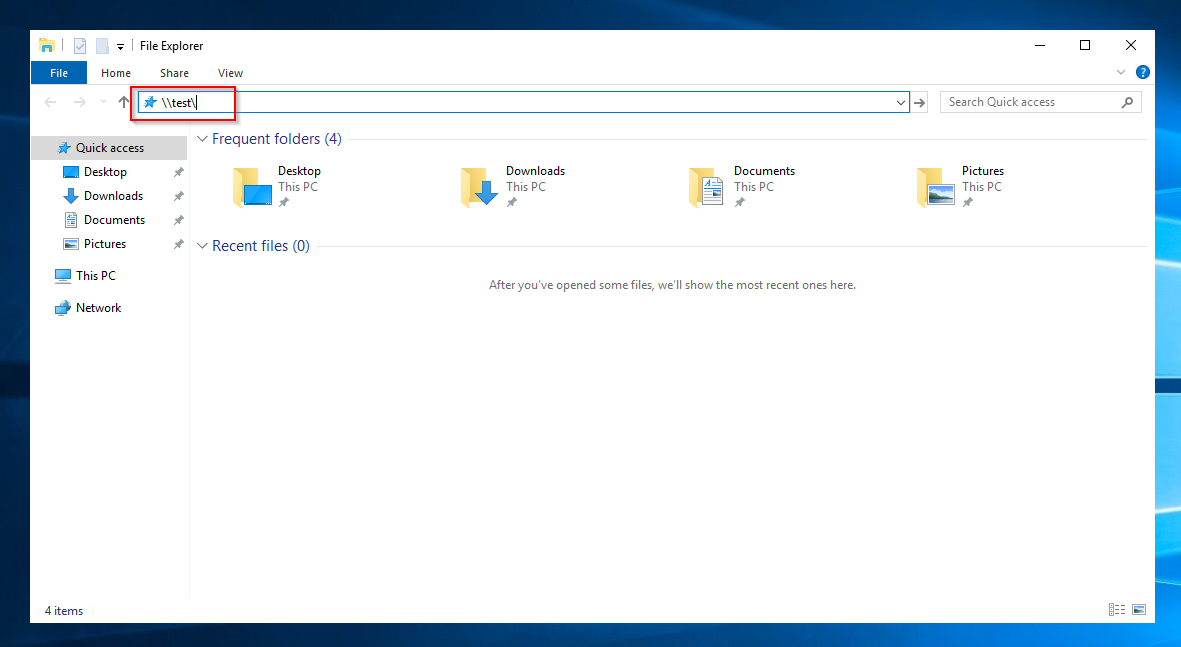 File Explorer
File Home Share View
\\test\
Search Quick access
Quick access
Desktop
Downloads
Documents
Pictures
This PC
Network
Frequent folders (4)
Desktop
This PC
Downloads
This PC
Documents
This PC
Pictures
This PC
Recent files (0)
After you've opened some files, we'll show the most recent ones here.
4 items